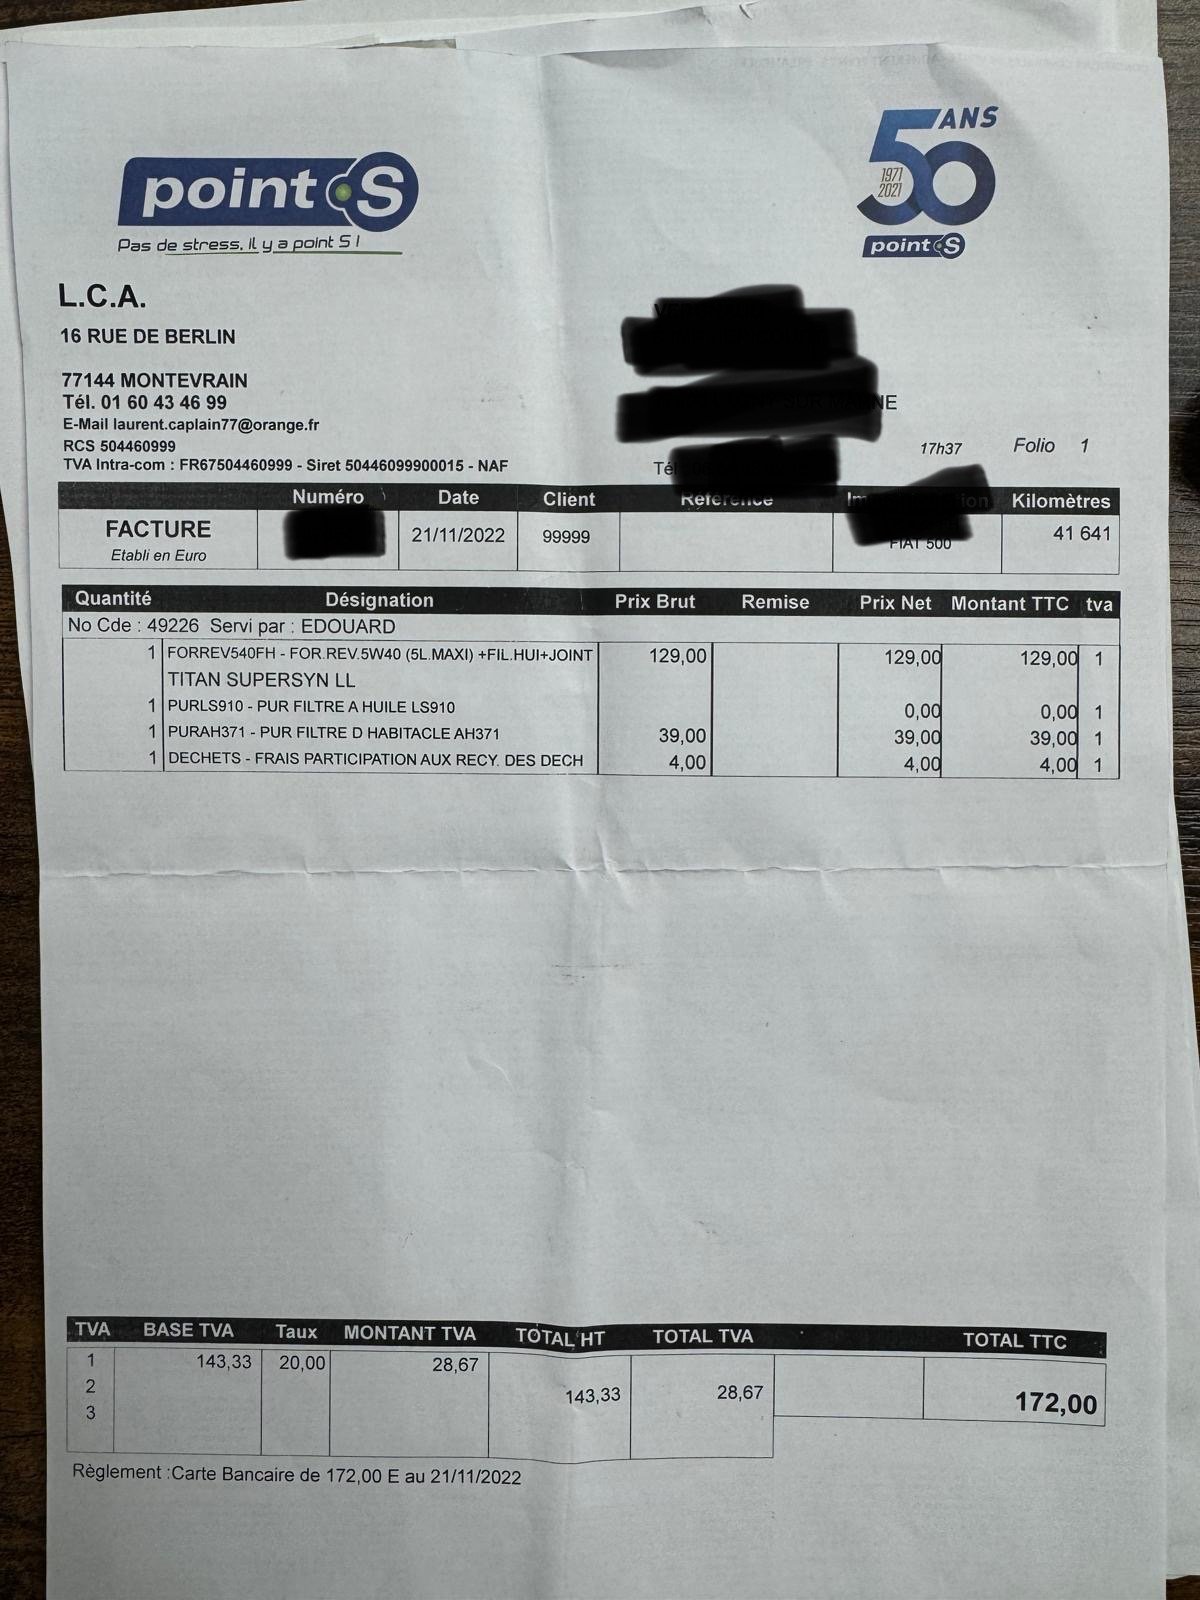 50 ANS
1971
2021
point S
point S
Pas de stress, il y a point S !
L.C.A.
16 RUE DE BERLIN
77144 MONTEVRAIN
Tél. 01 60 43 46 99
E-Mail laurent.caplain77@orange.fr
RCS 504460999
TVA Intra-com : FR67504460999 - Siret 50446099900015 - NAF
Tél
17h37 Folio 1
Numéro Date Client Référence Kilomètres
FACTURE 21/11/2022 99999 FIAT 500 41 641
Etabli en Euro
Quantité Désignation Prix Brut Remise Prix Net Montant TTC tva
No Cde : 49226 Servi par : EDOUARD
1 FORREV540FH - FOR.REV.5W40 (5L.MAXI) +FIL.HUI+JOINT 129,00 129,00 129,00 1
TITAN SUPERSYN LL
1 PURLS910 - PUR FILTRE A HUILE LS910 0,00 0,00 1
1 PURAH371 - PUR FILTRE D HABITACLE AH371 39,00 39,00 39,00 1
1 DECHETS - FRAIS PARTICIPATION AUX RECY. DES DECH 4,00 4,00 4,00 1
TVA BASE TVA Taux MONTANT TVA TOTAL HT TOTAL TVA TOTAL TTC
1 143,33 20,00 28,67
2 143,33 28,67 172,00
3
Règlement :Carte Bancaire de 172,00 E au 21/11/2022